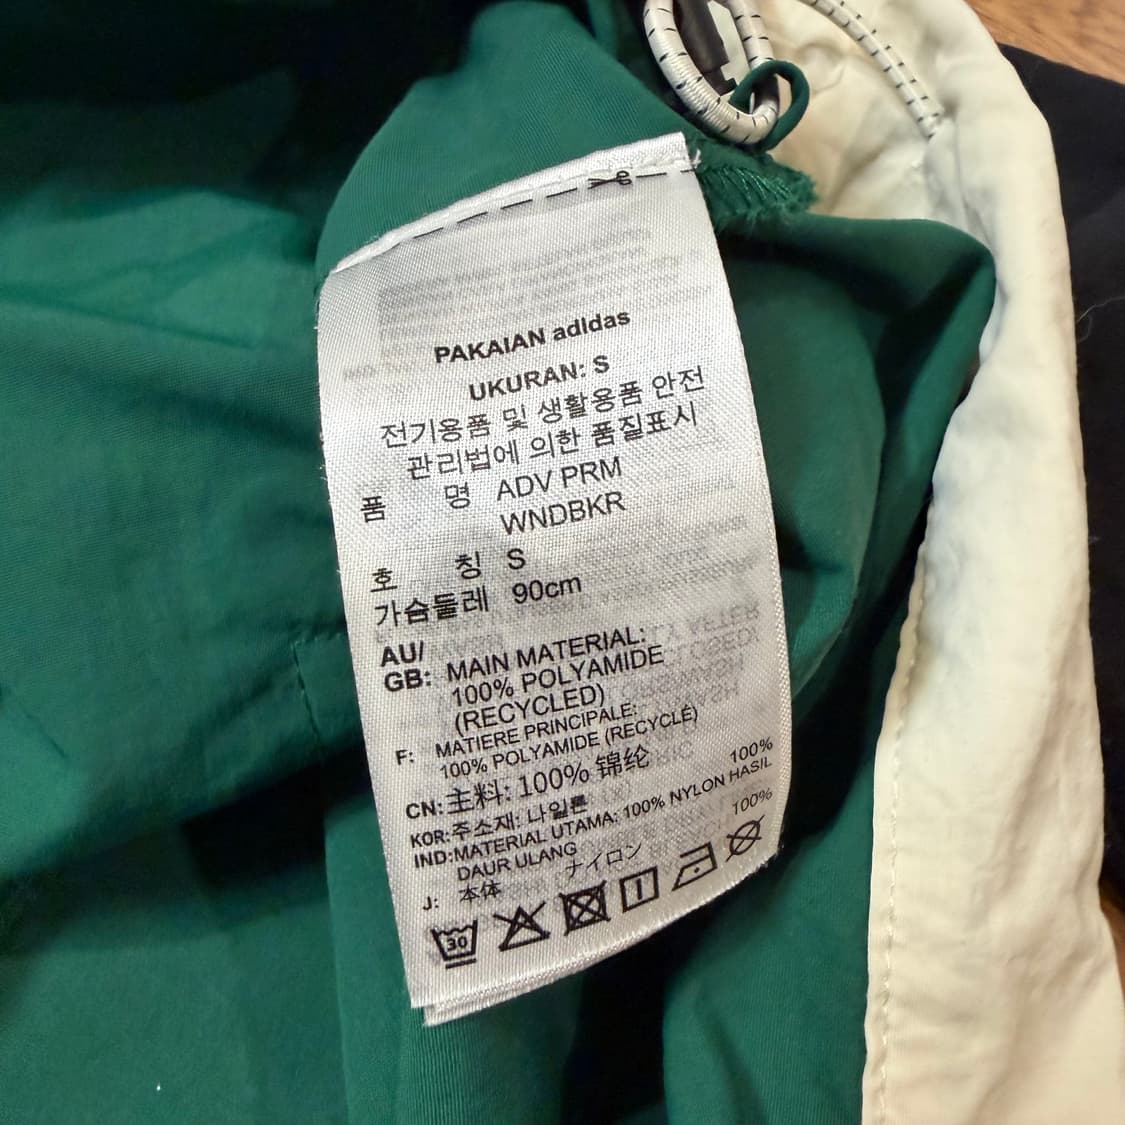 PAKAIAN adidas
UKURAN: S
전기용품 및 생활용품 안전
관리법에 의한 품질표시
품 명 ADV PRM
WNDBKR
호 칭 S
가슴둘레 90cm
AU/
GB: MAIN MATERIAL:
100% POLYAMIDE
(RECYCLED)
F: MATIERE PRINCIPALE:
100% POLYAMIDE (RECYCLÉ)
CN: 主料: 100% 锦纶
KOR: 주소재: 나일론 100%
IND: MATERIAL UTAMA: 100% NYLON HASIL
DAUR ULANG
J: 本体 ナイロン 100%
30